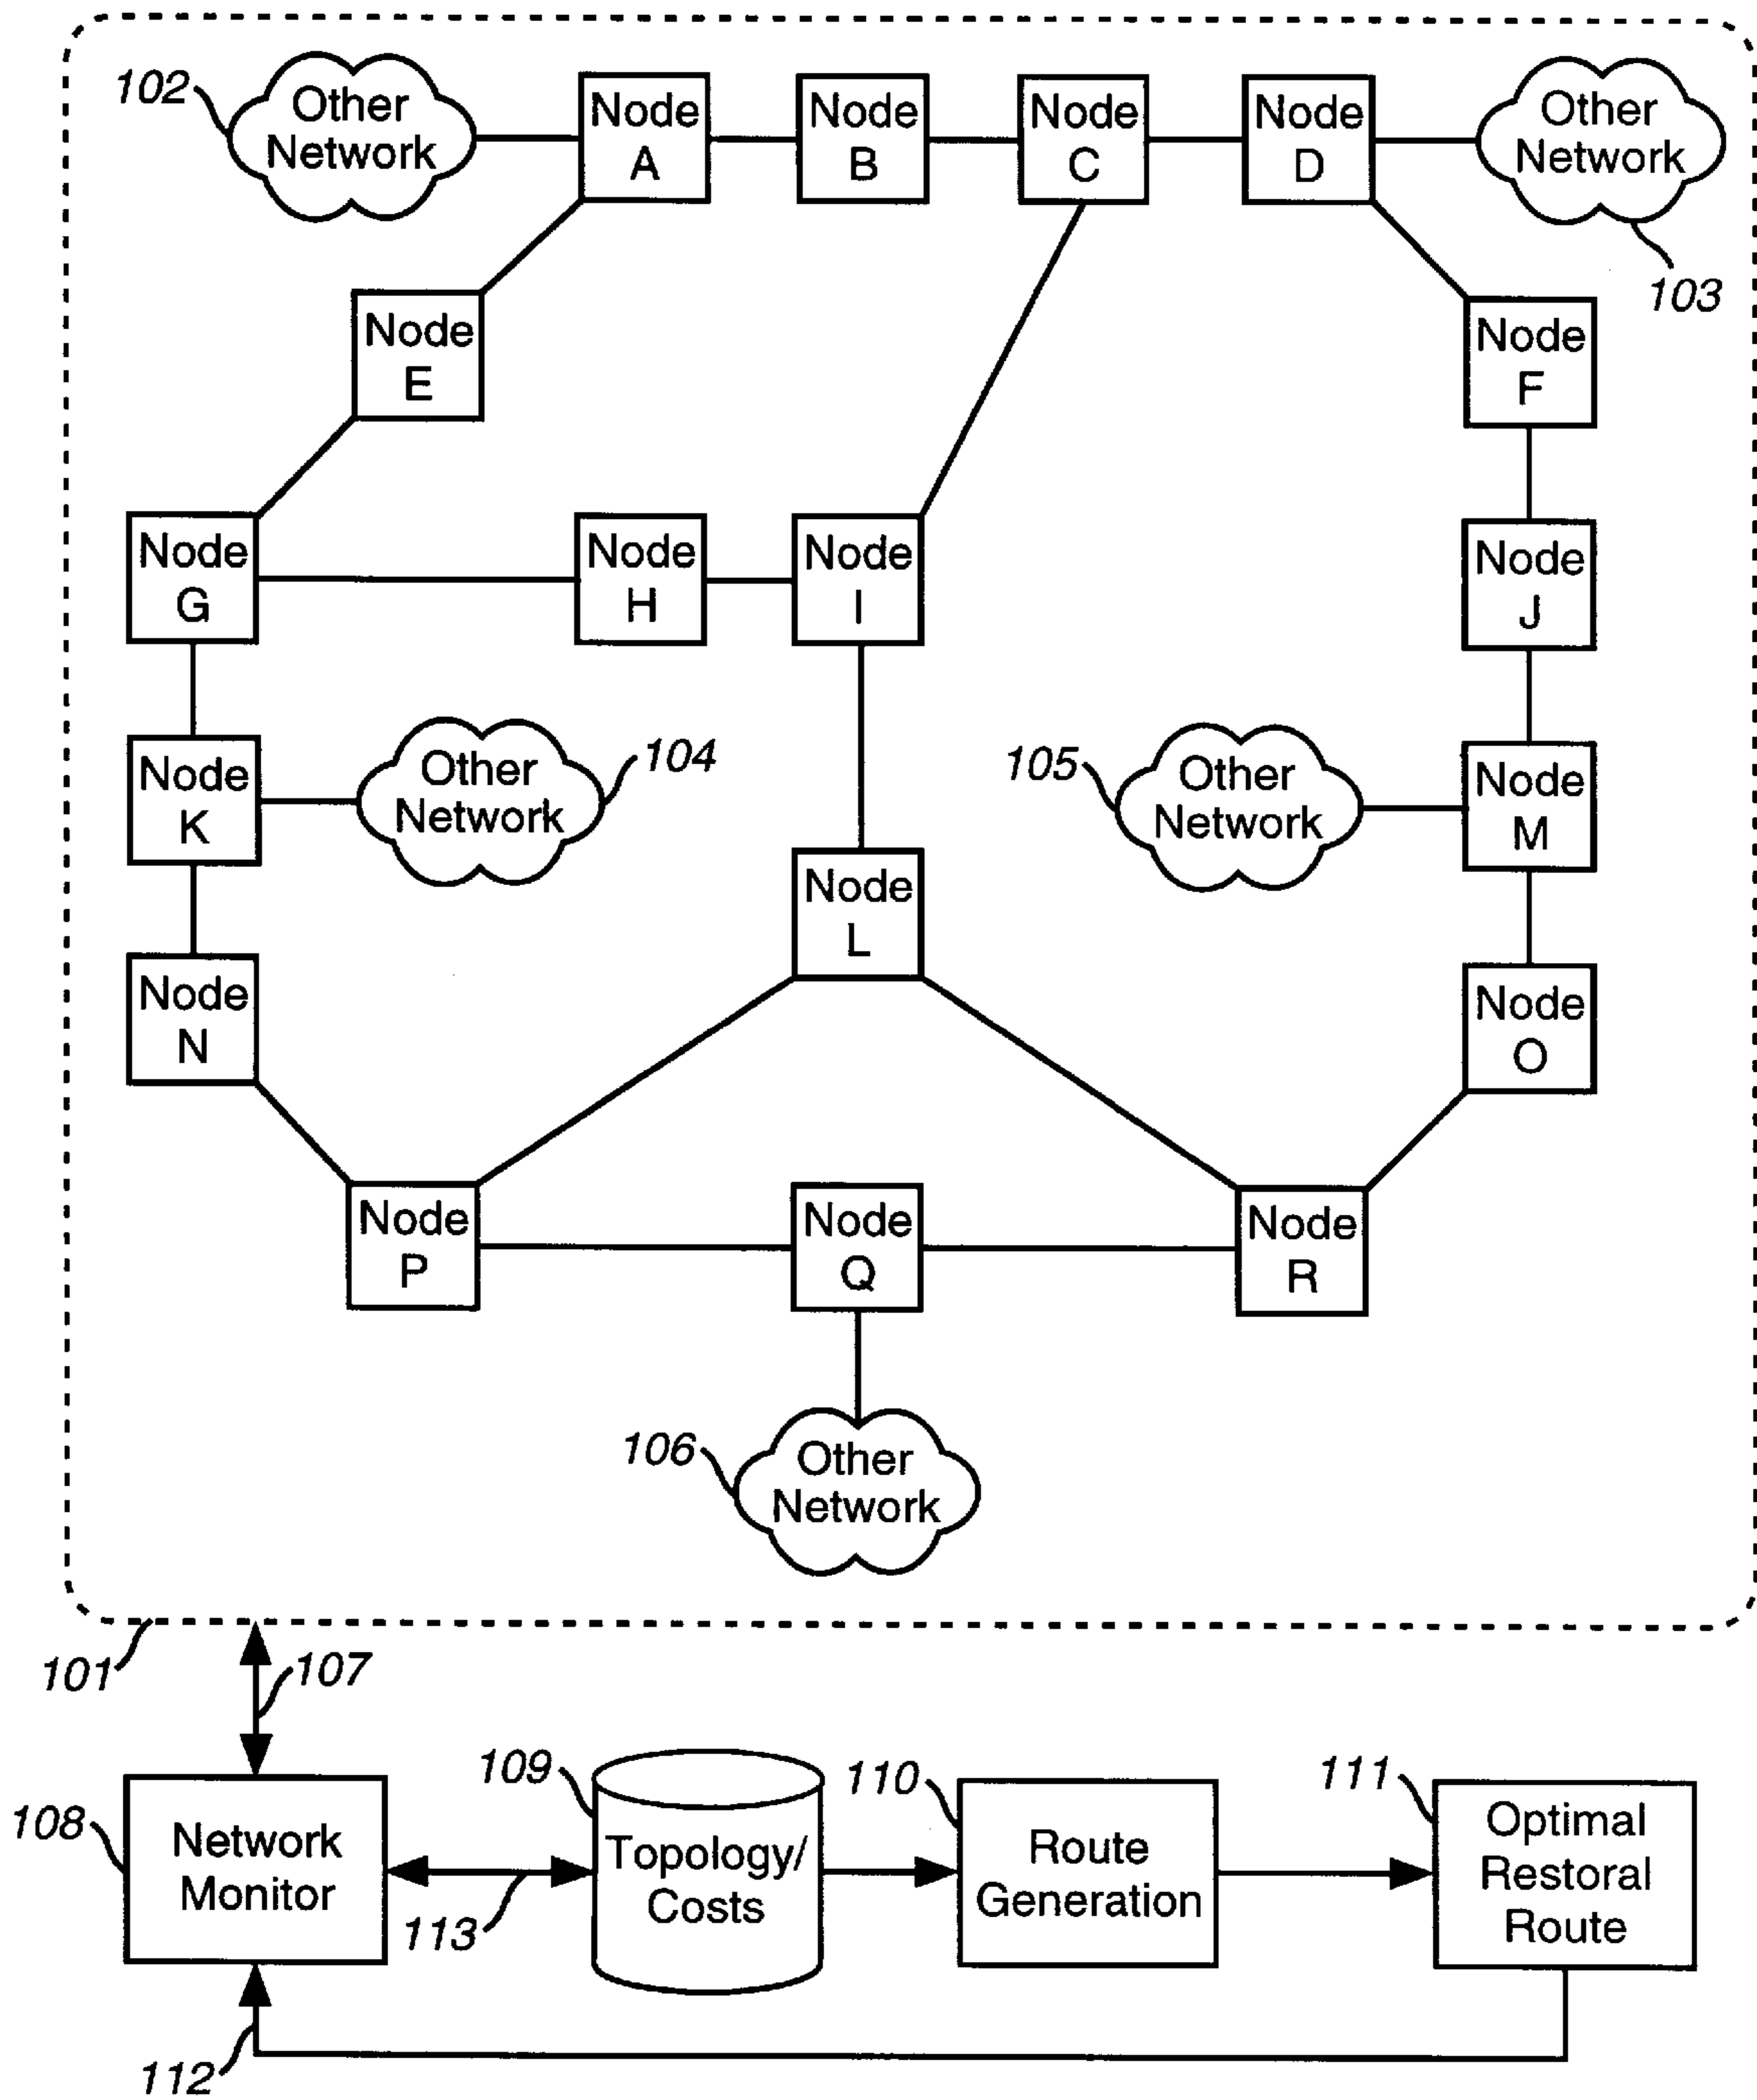 102
Other
Network
Node
A
Node
B
Node
C
Node
D
Other
Network
103
Node
E
Node
F
Node
G
Node
H
Node
I
Node
J
Node
K
Other
Network
104
105
Other
Network
Node
M
Node
L
Node
N
Node
O
Node
P
Node
Q
Node
R
106
Other
Network
101
107
108
Network
Monitor
113
109
Topology/
Costs
110
Route
Generation
111
Optimal
Restoral
Route
112